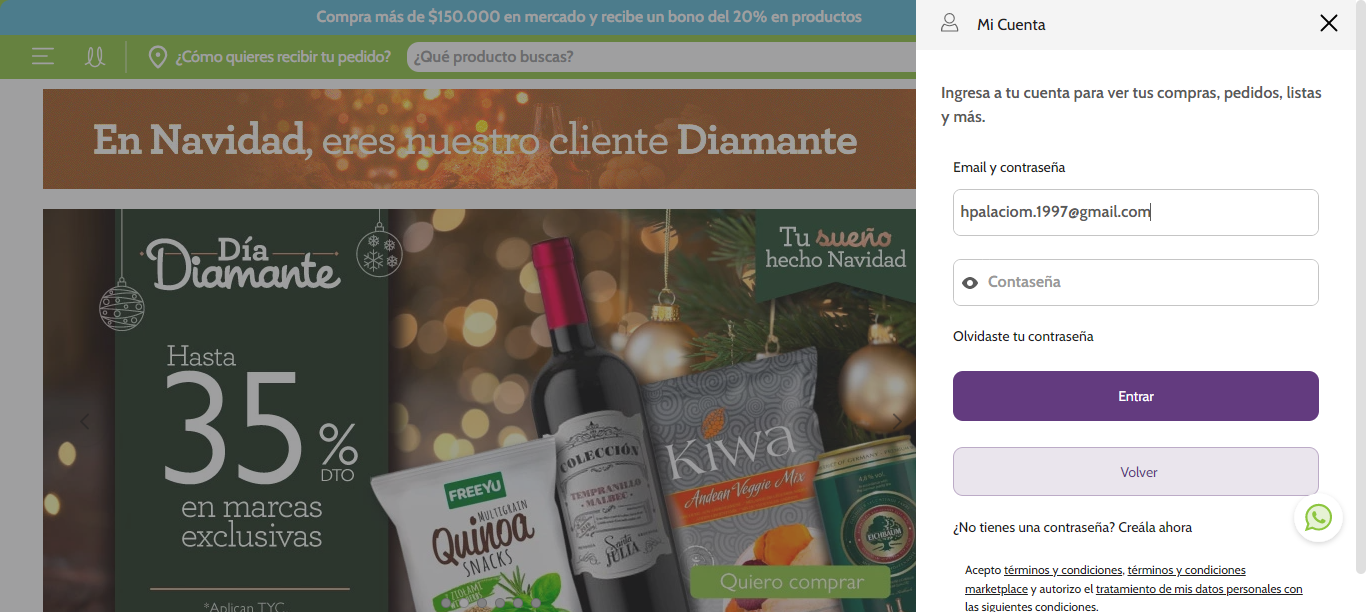 Compra más de $150.000 en mercado y recibe un bono del 20% en productos
¿Cómo quieres recibir tu pedido?
¿Qué producto buscas?
En Navidad, eres nuestro cliente Diamante
Día
Diamante
Tu sueño
hecho Navidad
Hasta
35%
DTO
en marcas
exclusivas
*Aplican TYC
FREEYU
MULTIGRAIN
Quinoa
SNACKS
COLECCIÓN
TEMPRANILLO
MALBEC
Santa
JULIA
Kiwa
Andean Veggie Mix
EICHBAUM
Quiero comprar
Mi Cuenta
Ingresa a tu cuenta para ver tus compras, pedidos, listas
y más.
Email y contraseña
hpalaciom.1997@gmail.com
Contaseña
Olvidaste tu contraseña
Entrar
Volver
¿No tienes una contraseña? Creála ahora
Acepto términos y condiciones, términos y condiciones
marketplace y autorizo el tratamiento de mis datos personales con
las siguientes condiciones.